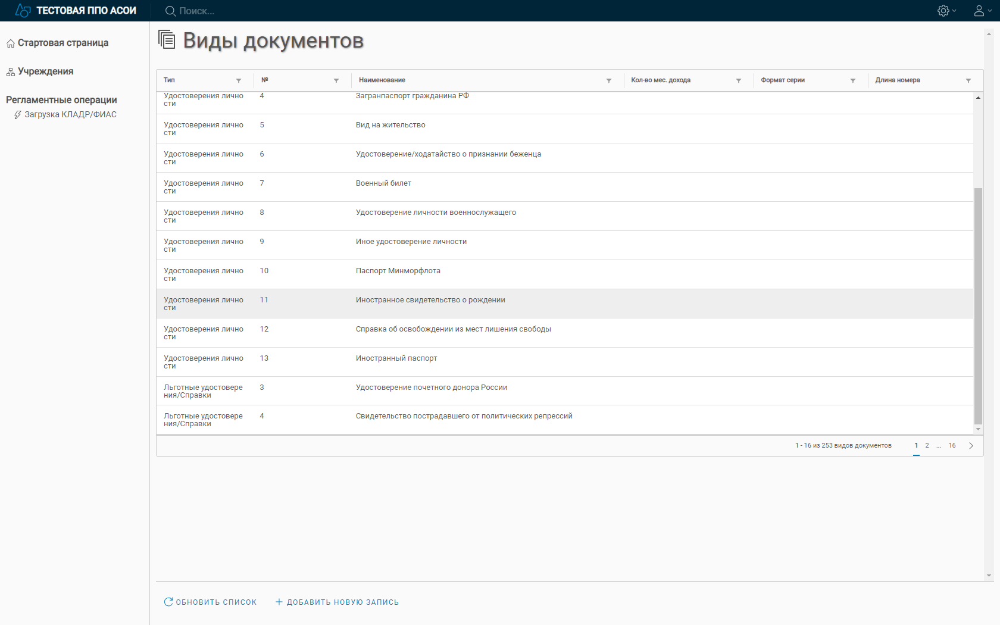 ТЕСТОВАЯ ППО АСОИ
Поиск...
Стартовая страница
Учреждения
Регламентные операции
Загрузка КЛАДР/ФИАС
Виды документов
Тип № Наименование Кол-во мес. дохода Формат серии Длина номера
Удостоверения лично 4 Загранпаспорт гражданина РФ
сти
Удостоверения лично 5 Вид на жительство
сти
Удостоверения лично 6 Удостоверение/ходатайство о признании беженца
сти
Удостоверения лично 7 Военный билет
сти
Удостоверения лично 8 Удостоверение личности военнослужащего
сти
Удостоверения лично 9 Иное удостоверение личности
сти
Удостоверения лично 10 Паспорт Минморфлота
сти
Удостоверения лично 11 Иностранное свидетельство о рождении
сти
Удостоверения лично 12 Справка об освобождении из мест лишения свободы
сти
Удостоверения лично 13 Иностранный паспорт
сти
Льготные удостовере 3 Удостоверение почетного донора России
ния/Справки
Льготные удостовере 4 Свидетельство пострадавшего от политических репрессий
ния/Справки
1 - 16 из 253 видов документов 1 2 ... 16
ОБНОВИТЬ СПИСОК ДОБАВИТЬ НОВУЮ ЗАПИСЬ